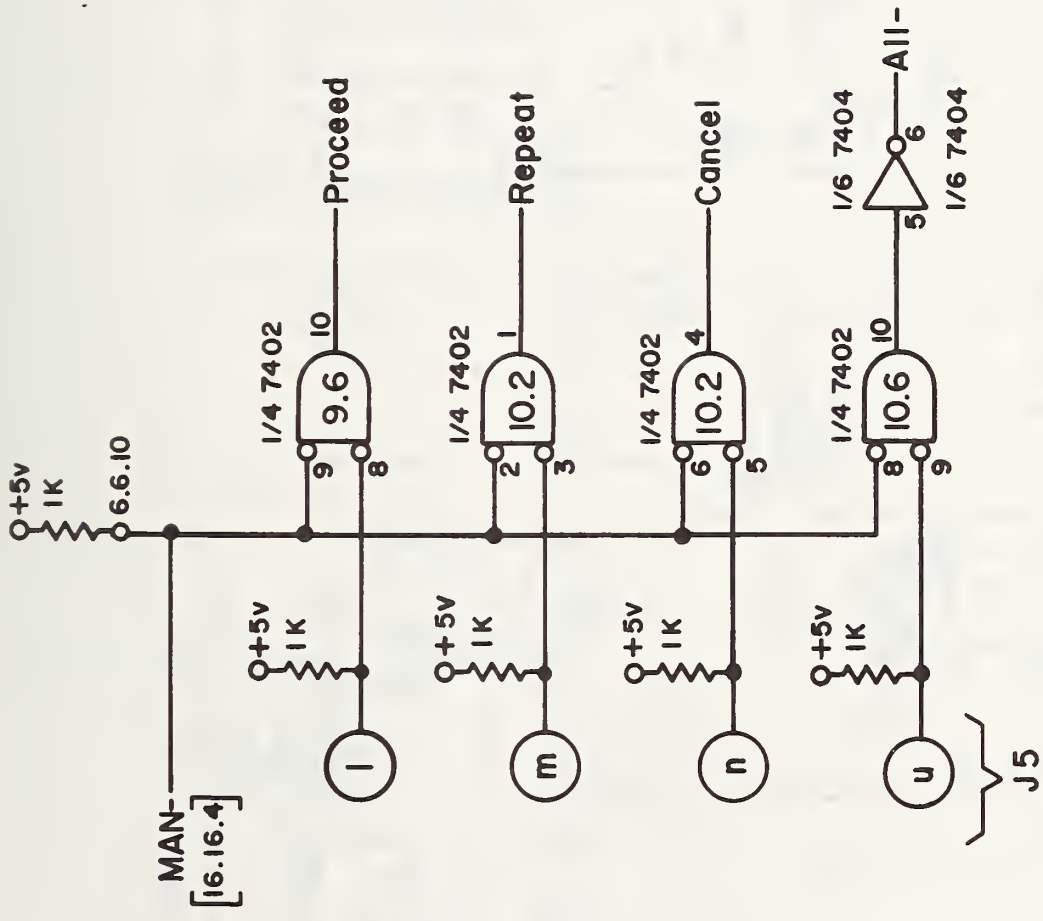 +5v
1K
6.6.10
MAN-
[16.16.4]
+5v
1K
l
9
8
1/4 7402
9.6
10
Proceed
+5v
1K
m
2
3
1/4 7402
10.2
1
Repeat
+5v
1K
n
6
5
1/4 7402
10.2
4
Cancel
+5v
1K
u
8
9
1/4 7402
10.6
10
1/6 7404
5
6
1/6 7404
All-
J5